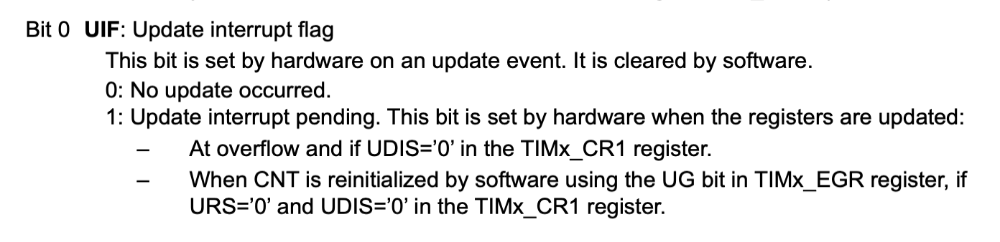 Bit 0 UIF: Update interrupt flag
This bit is set by hardware on an update event. It is cleared by software.
0: No update occurred.
1: Update interrupt pending. This bit is set by hardware when the registers are updated:
– At overflow and if UDIS=’0’ in the TIMx_CR1 register.
– When CNT is reinitialized by software using the UG bit in TIMx_EGR register, if
URS=’0’ and UDIS=’0’ in the TIMx_CR1 register.